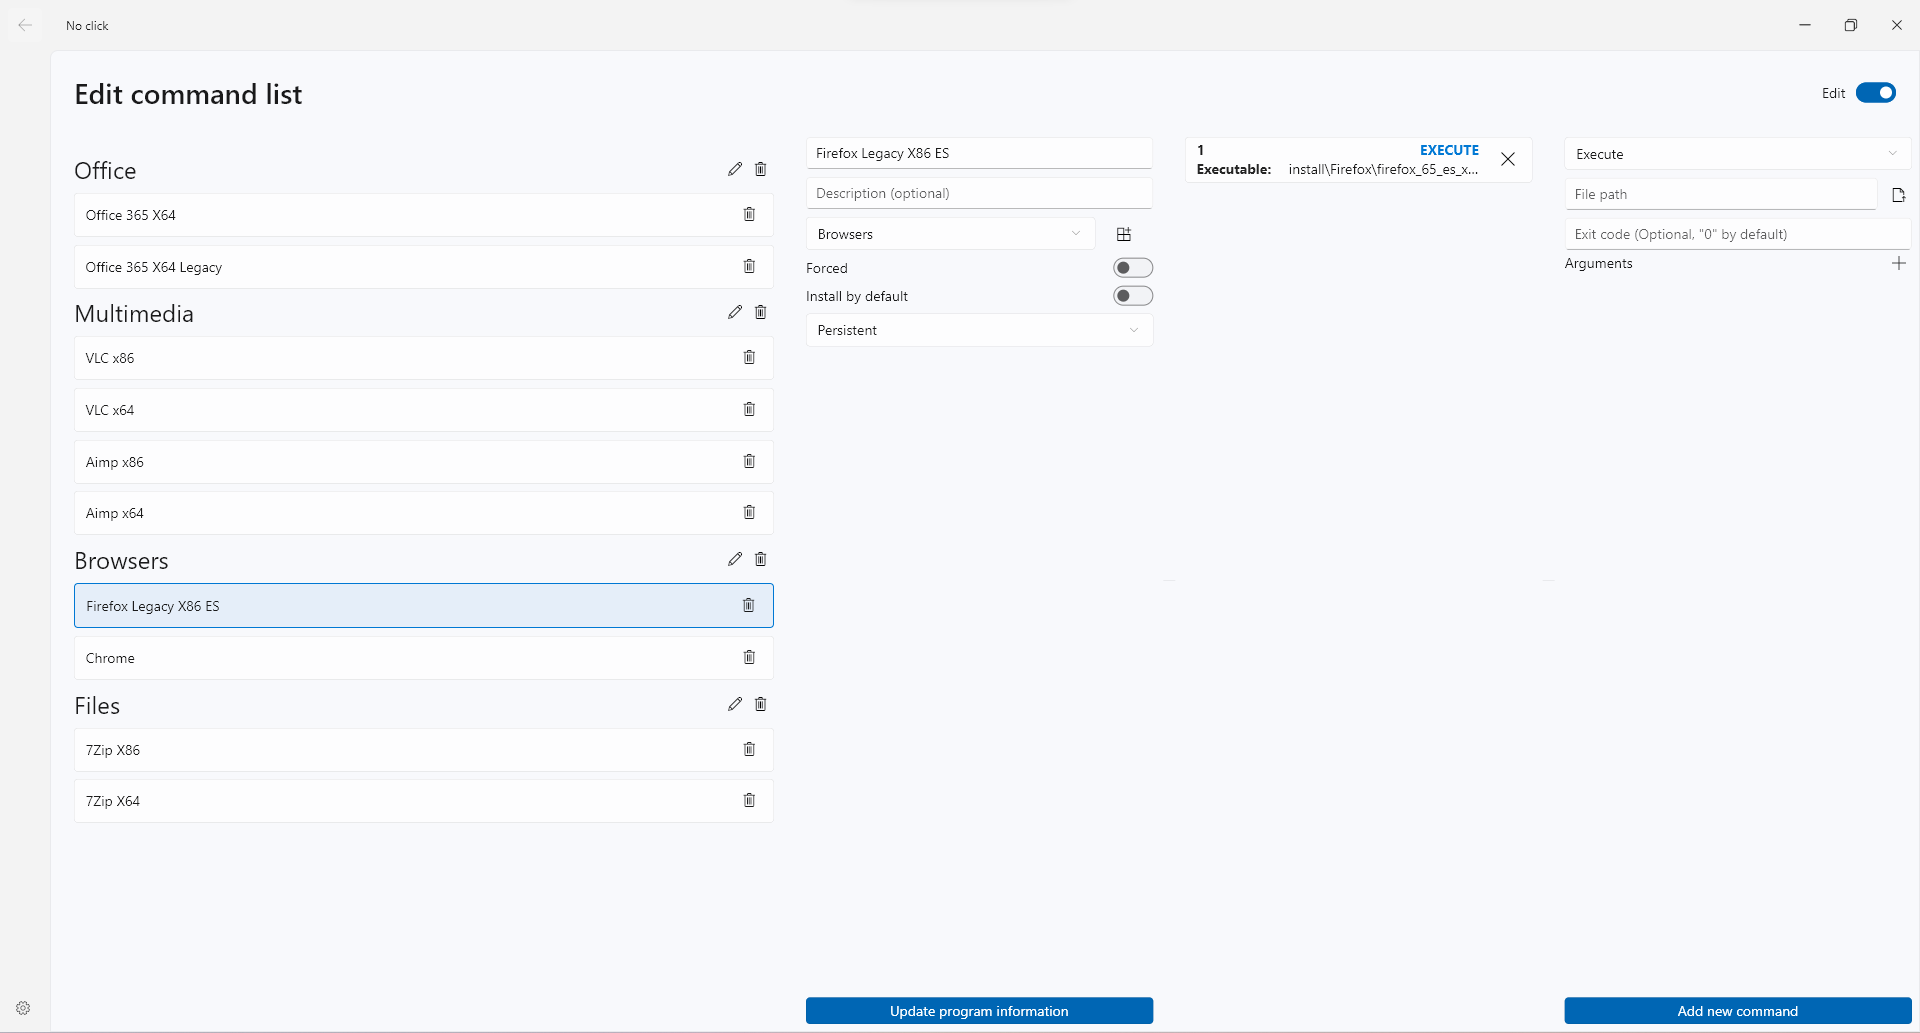 No click
Edit command list
Edit
Office
Office 365 X64
Office 365 X64 Legacy
Multimedia
VLC x86
VLC x64
Aimp x86
Aimp x64
Browsers
Firefox Legacy X86 ES
Chrome
Files
7Zip X86
7Zip X64
Firefox Legacy X86 ES
Description (optional)
Browsers
Forced
Install by default
Persistent
Update program information
1 EXECUTE
Executable: install\Firefox\firefox_65_es_x...
Execute
File path
Exit code (Optional, "0" by default)
Arguments
Add new command